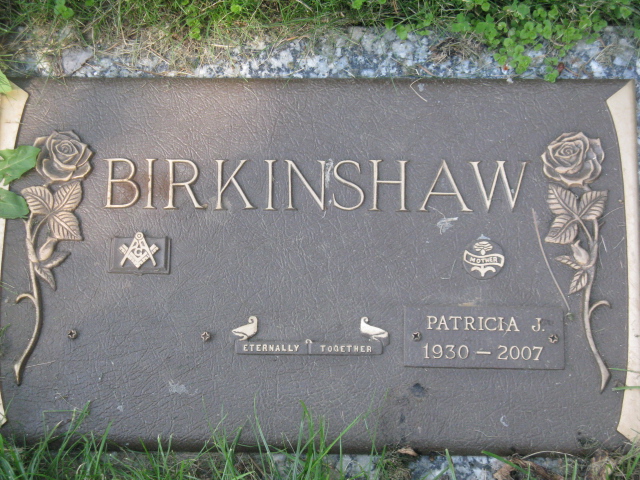 BIRKINSHAW
G
MOTHER
ETERNALLY TOGETHER
PATRICIA J.
1930 – 2007